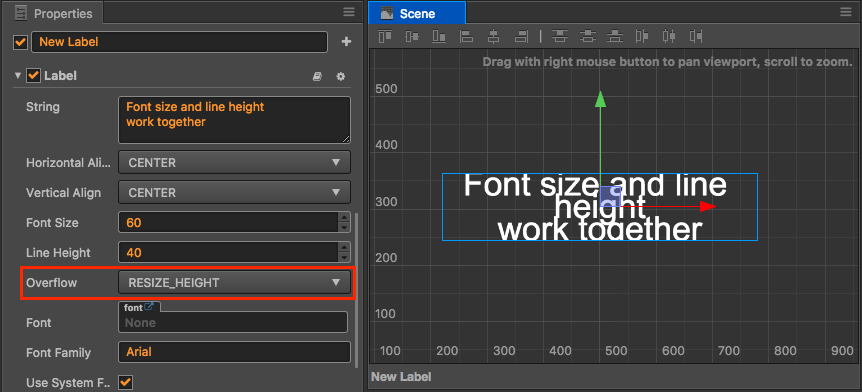 Properties
New Label
Label
String
Font size and line height
work together
Horizontal Ali...
CENTER
Vertical Align
CENTER
Font Size
60
Line Height
40
Overflow
RESIZE_HEIGHT
Font
font
None
Font Family
Arial
Use System F..
Scene
Drag with right mouse button to pan viewport, scroll to zoom.
500
400
300
200
100
Font size and line
height
work together
100
200
300
400
500
600
700
800
900
New Label